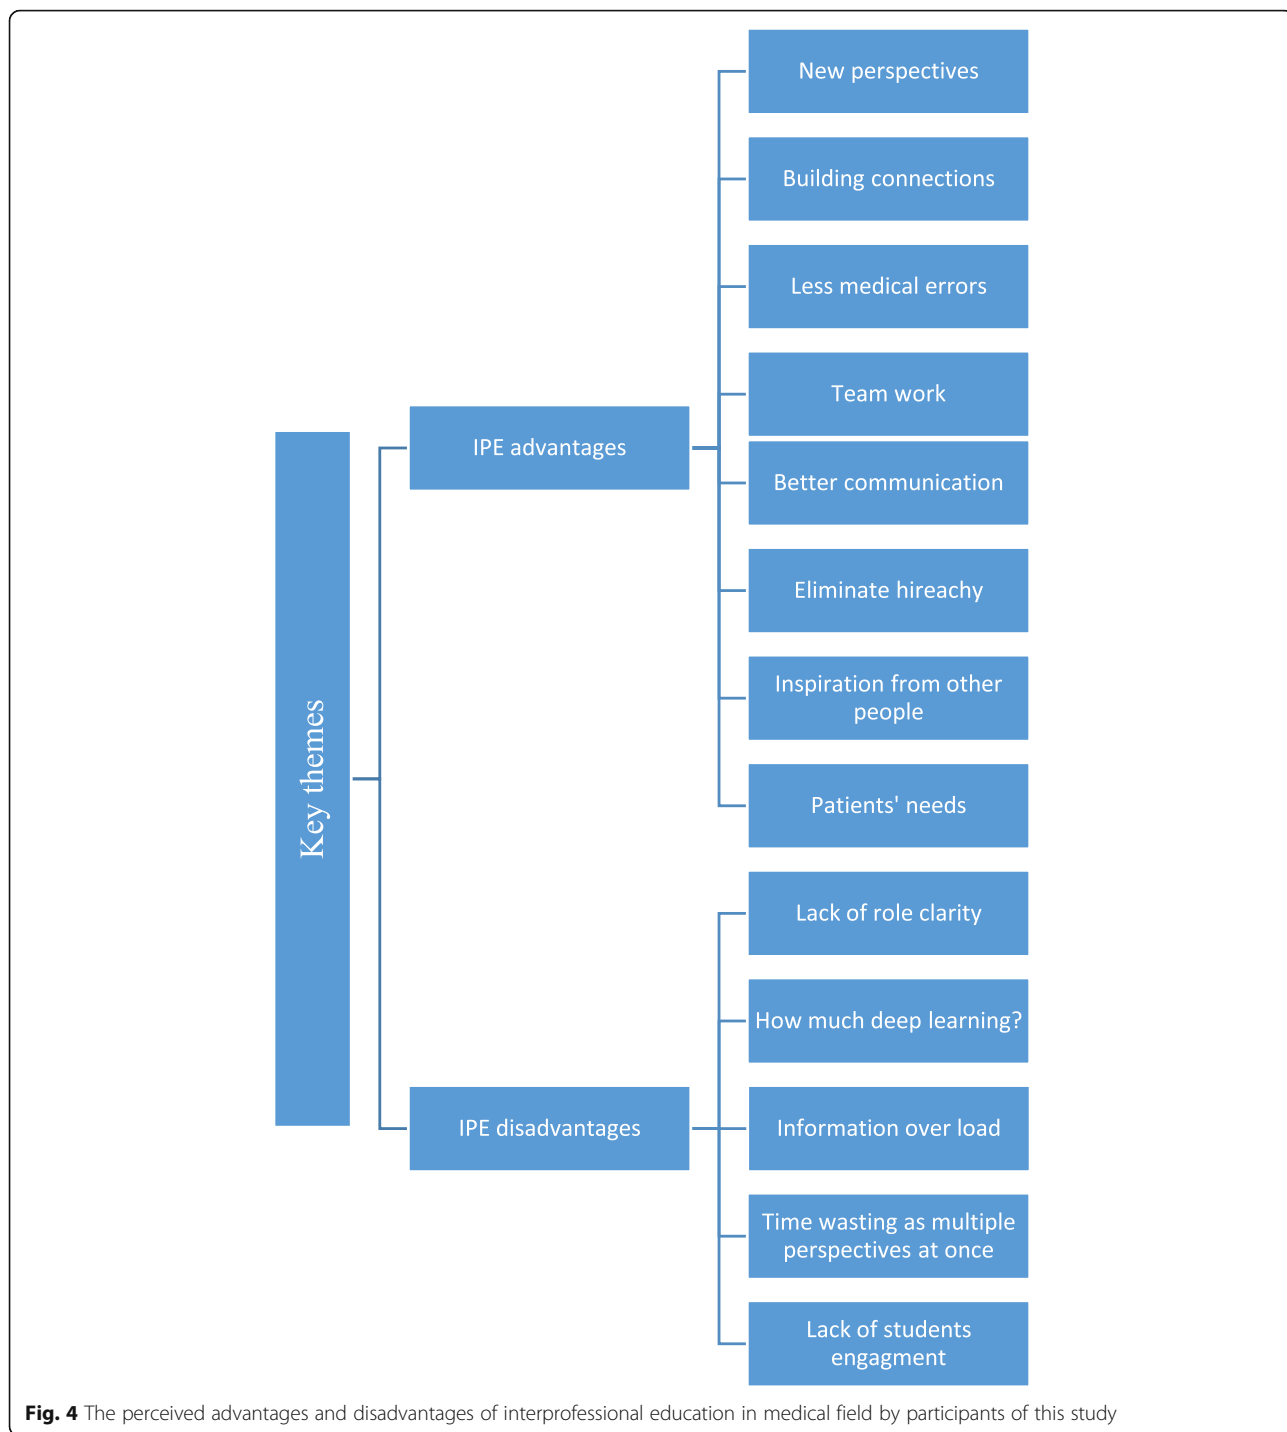 New perspectives
Building connections
Less medical errors
Team work
IPE advantages
Better communication
Eliminate hireachy
Inspiration from other
people
Key themes
Patients' needs
Lack of role clarity
How much deep learning?
IPE disadvantages
Information over load
Time wasting as multiple
perspectives at once
Lack of students
engagment
Fig. 4 The perceived advantages and disadvantages of interprofessional education in medical field by participants of this study